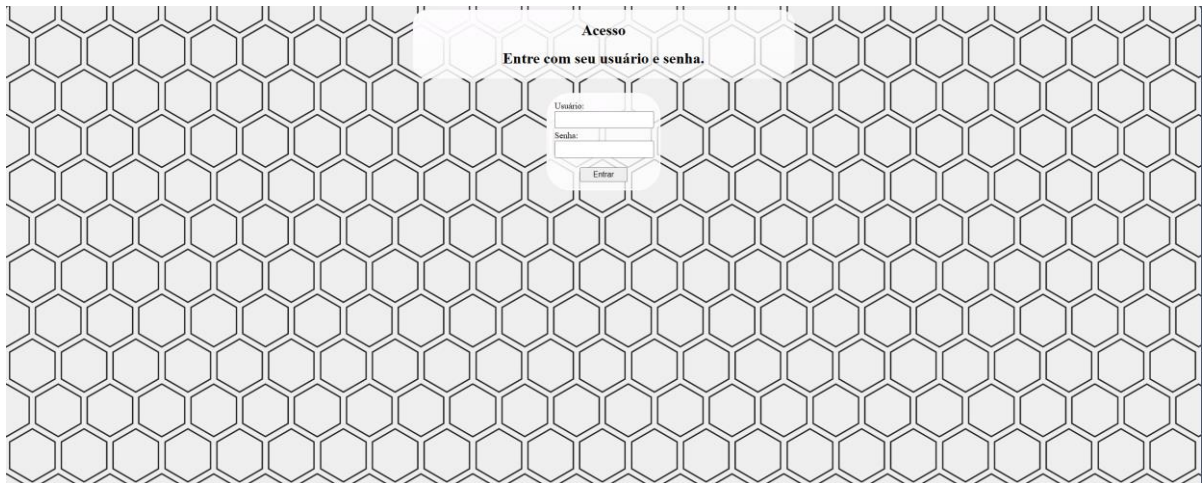 Acesso
Entre com seu usuário e senha.
Usuário:
Senha:
Entrar